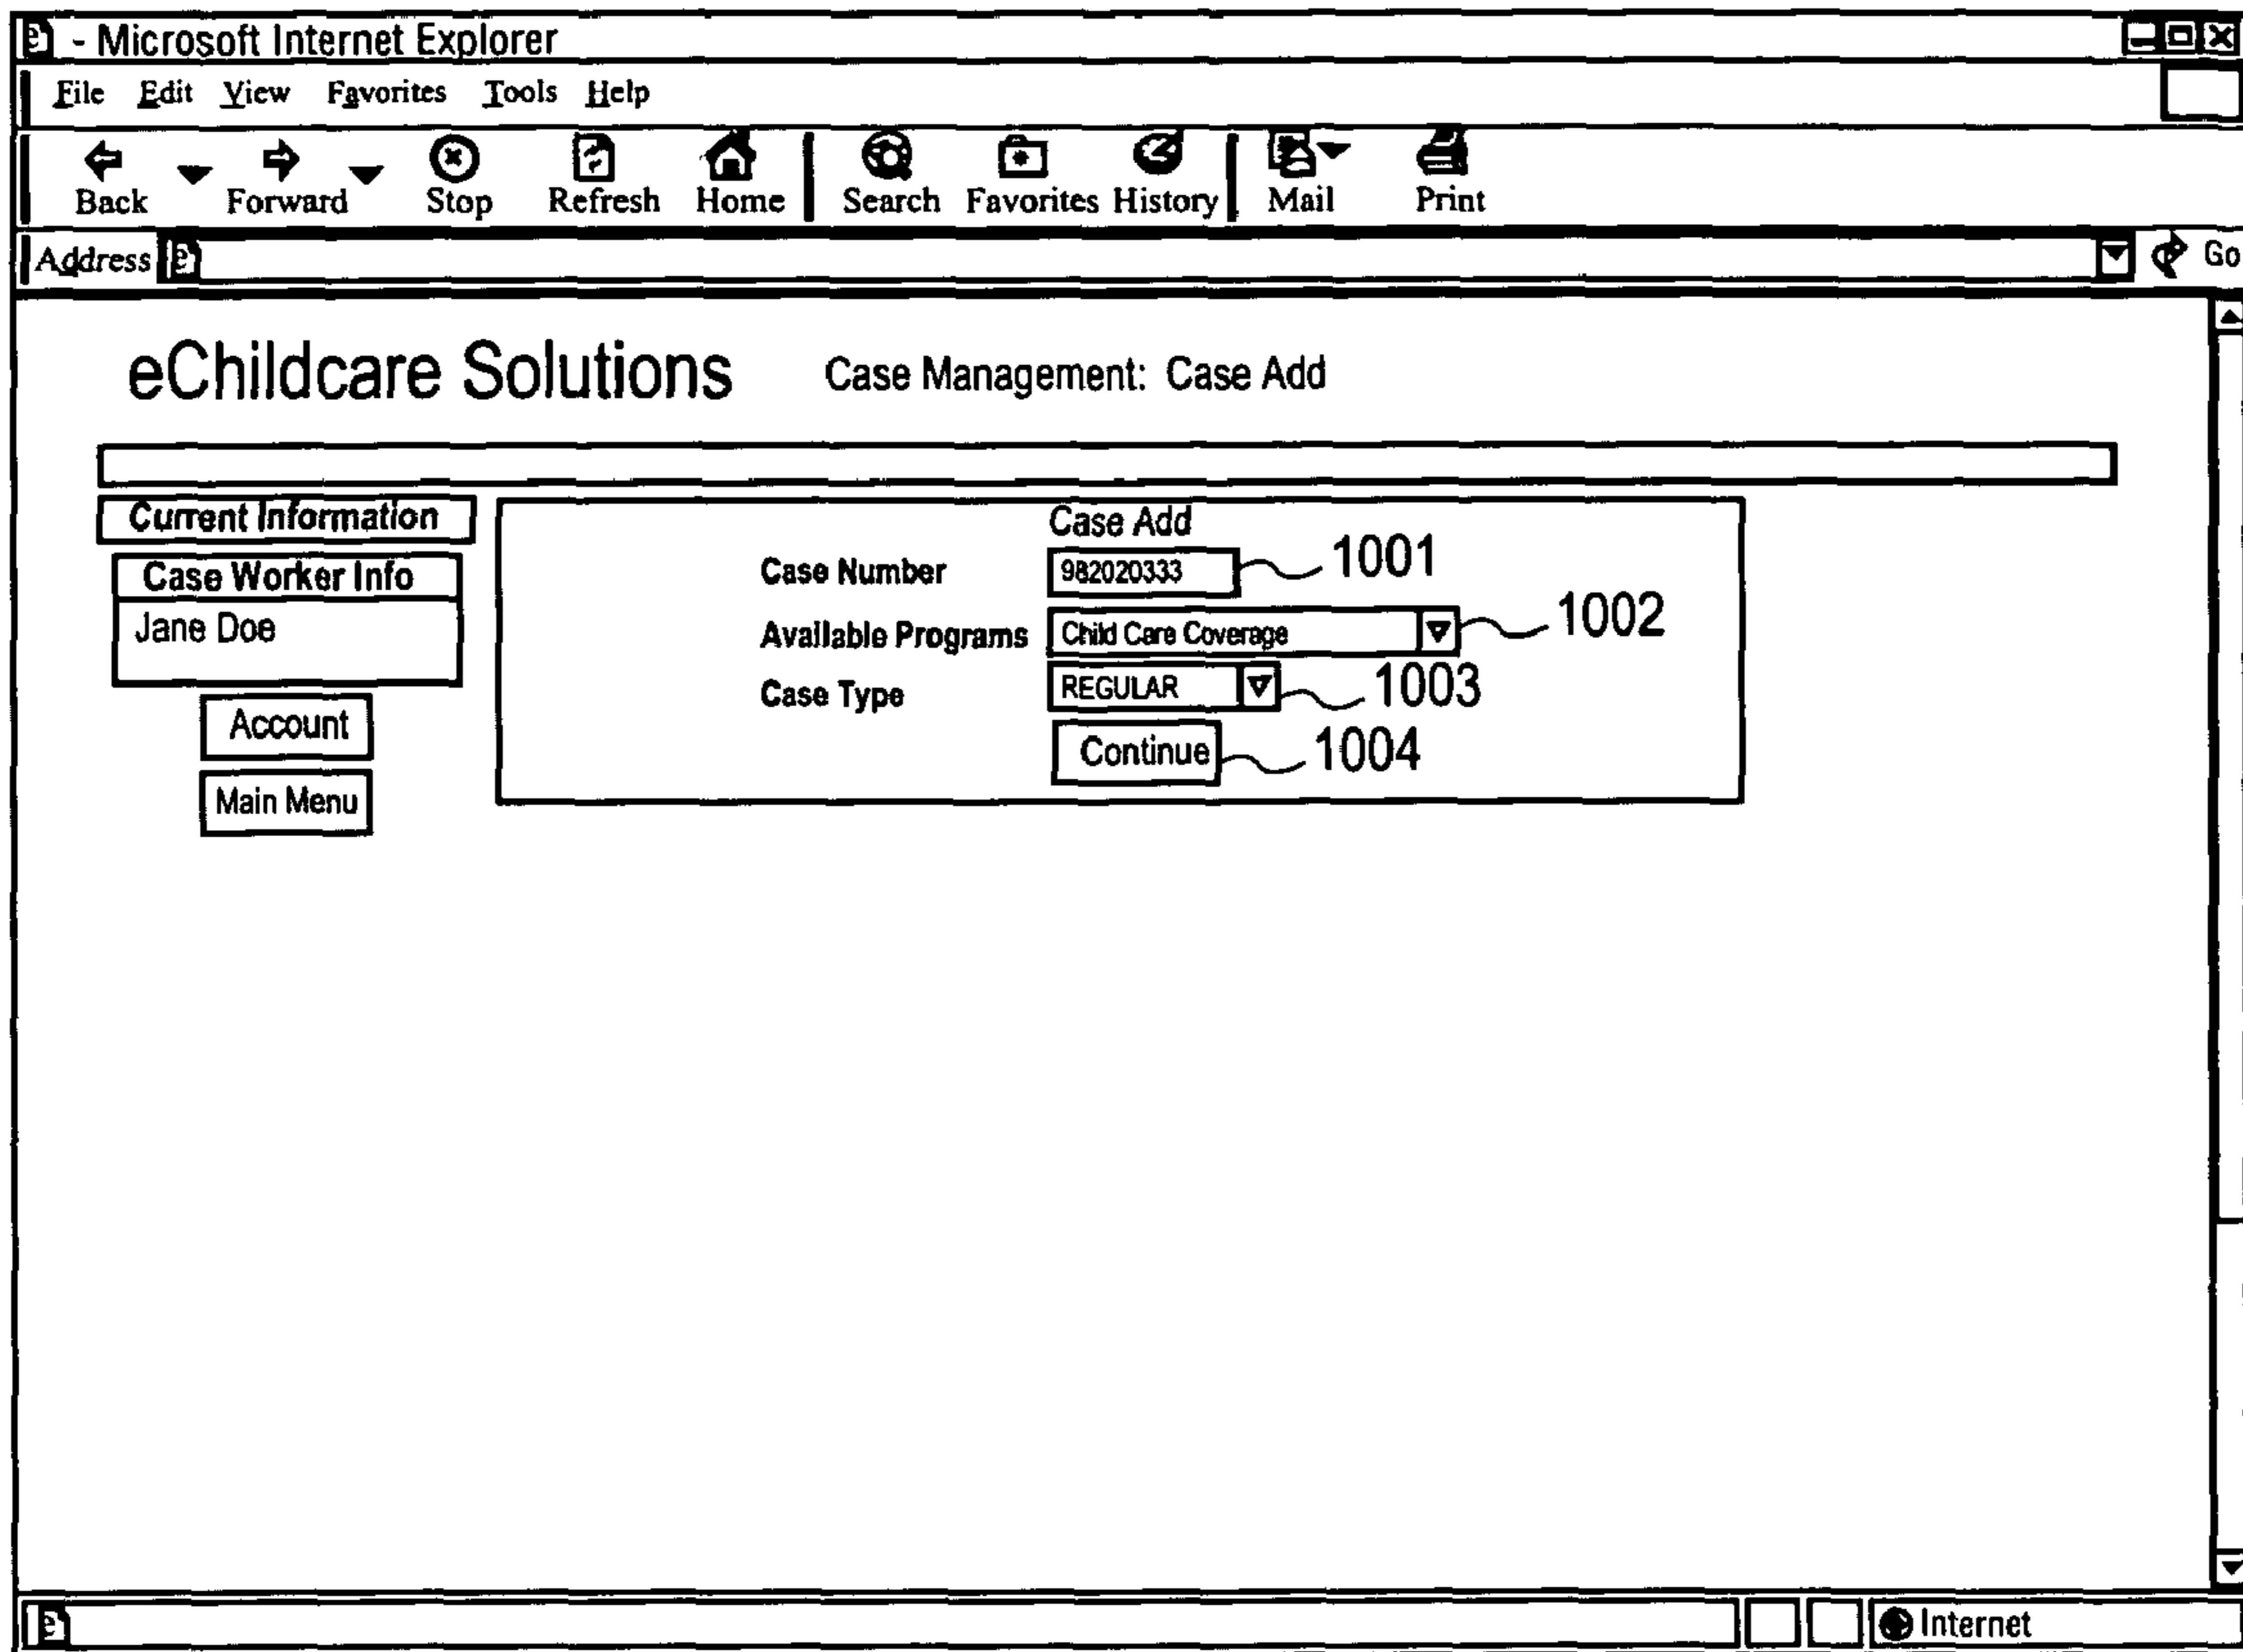 - Microsoft Internet Explorer
File Edit View Favorites Tools Help
Back Forward Stop Refresh Home Search Favorites History Mail Print
Address Go
eChildcare Solutions Case Management: Case Add
Current Information
Case Worker Info
Jane Doe
Account
Main Menu
Case Add
Case Number 982020333 1001
Available Programs Child Care Coverage 1002
Case Type REGULAR 1003
Continue 1004
Internet